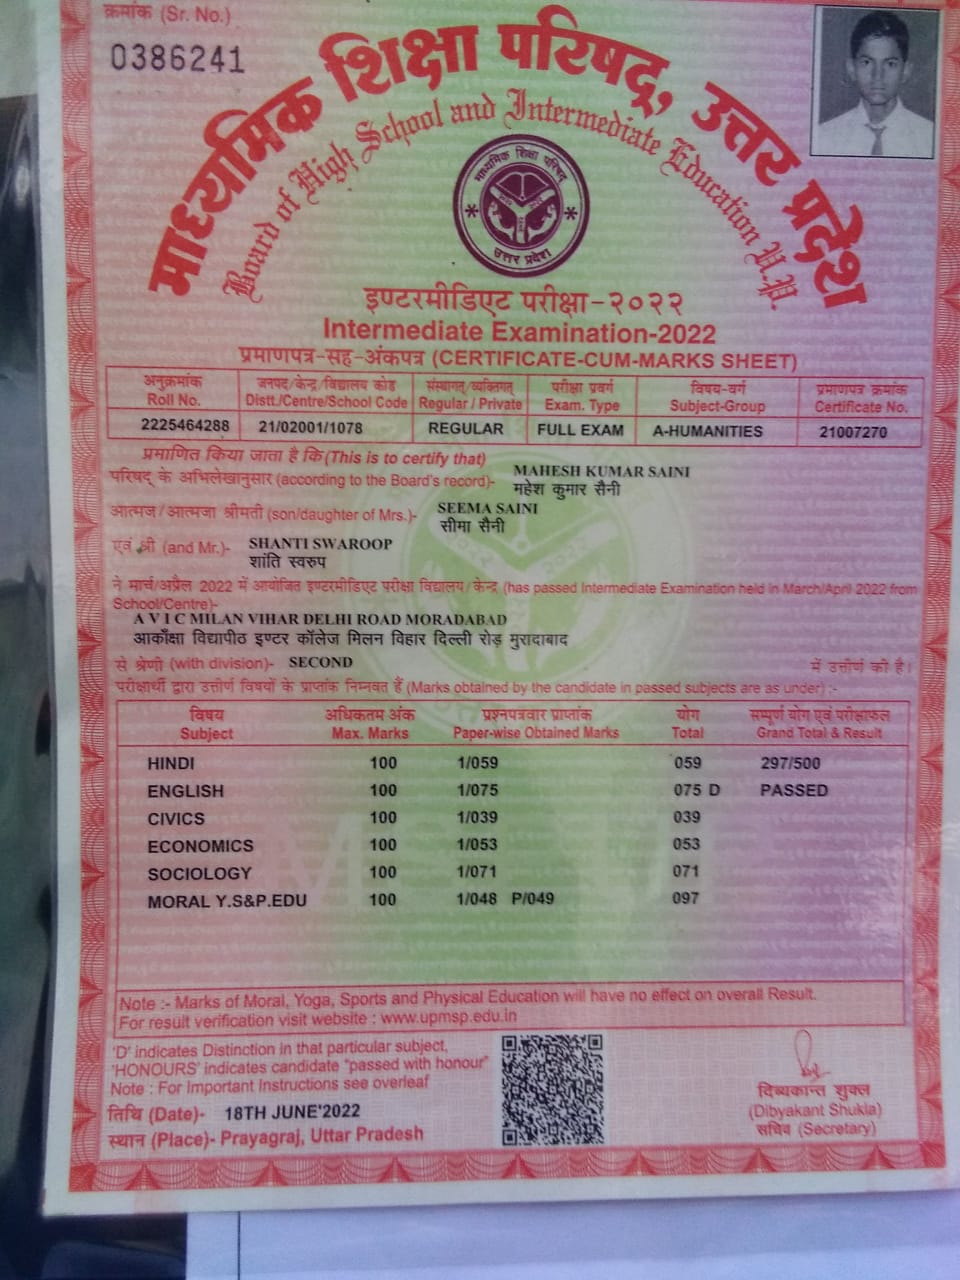 क्रमांक (Sr. No.)
0386241
माध्यमिक शिक्षा परिषद्, उत्तर प्रदेश
Board of High School and Intermediate Education U.P.
माध्यमिक शिक्षा परिषद
उत्तर प्रदेश
इण्टरमीडिएट परीक्षा-२०२२
Intermediate Examination-2022
प्रमाणपत्र-सह-अंकपत्र (CERTIFICATE-CUM-MARKS SHEET)
अनुक्रमांक जनपद/केन्द्र/विद्यालय कोड संस्थागत/व्यक्तिगत परीक्षा प्रवर्ग विषय-वर्ग प्रमाणपत्र क्रमांक
Roll No. Distt./Centre/School Code Regular / Private Exam. Type Subject-Group Certificate No.
2225464288 21/02001/1078 REGULAR FULL EXAM A-HUMANITIES 21007270
प्रमाणित किया जाता है कि (This is to certify that)
परिषद् के अभिलेखानुसार (according to the Board's record)- MAHESH KUMAR SAINI
महेश कुमार सैनी
आत्मज/आत्मजा श्रीमती (son/daughter of Mrs.)- SEEMA SAINI
सीमा सैनी
एवं श्री (and Mr.)- SHANTI SWAROOP
शांति स्वरुप
ने मार्च/अप्रैल 2022 में आयोजित इण्टरमीडिएट परीक्षा विद्यालय/केन्द्र (has passed Intermediate Examination held in March/April 2022 from
School/Centre)-
A V I C MILAN VIHAR DELHI ROAD MORADABAD
आकाँक्षा विद्यापीठ इण्टर कॉलेज मिलन विहार दिल्ली रोड़ मुरादाबाद
से श्रेणी (with division)- SECOND में उत्तीर्ण की है।
परीक्षार्थी द्वारा उत्तीर्ण विषयों के प्राप्तांक निम्नवत हैं (Marks obtained by the candidate in passed subjects are as under) :-
विषय अधिकतम अंक प्रश्नपत्रवार प्राप्तांक योग सम्पूर्ण योग एवं परीक्षाफल
Subject Max. Marks Paper-wise Obtained Marks Total Grand Total & Result
HINDI 100 1/059 059 297/500
ENGLISH 100 1/075 075 D PASSED
CIVICS 100 1/039 039
ECONOMICS 100 1/053 053
SOCIOLOGY 100 1/071 071
MORAL Y.S&P.EDU 100 1/048 P/049 097
Note :- Marks of Moral, Yoga, Sports and Physical Education will have no effect on overall Result.
For result verification visit website : www.upmsp.edu.in
'D' indicates Distinction in that particular subject,
'HONOURS' indicates candidate "passed with honour"
Note : For Important Instructions see overleaf
तिथि (Date)- 18TH JUNE'2022
स्थान (Place)- Prayagraj, Uttar Pradesh
दिब्यकान्त शुक्ल
(Dibyakant Shukla)
सचिव (Secretary)